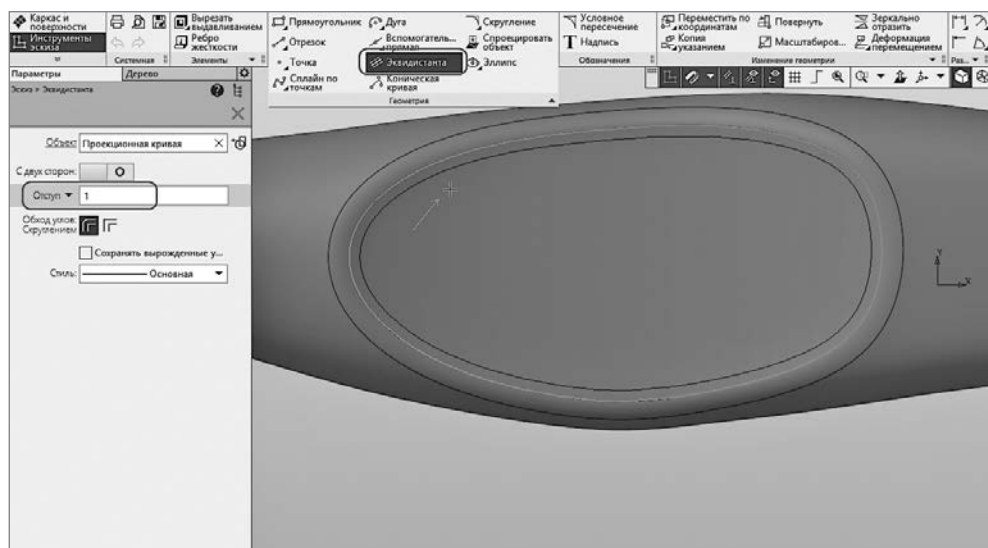 Каркас и поверхности
Инструменты эскиза
Системная
Вырезать выдавливанием
Ребро жесткости
Элементы
Прямоугольник
Отрезок
Точка
Сплайн по точкам
Дуга
Вспомогатель... прямая
Эквидистанта
Коническая кривая
Скругление
Спроецировать объект
Эллипс
Геометрия
Условное пересечение
Надпись
Обозначения
Переместить по координатам
Копия указанием
Повернуть
Масштабиров...
Зеркально отразить
Деформация перемещением
Изменение геометрии
Раз...
Параметры
Дерево
Эскиз ▸ Эквидистанта
Объект: Проекционная кривая
С двух сторон:
Отступ 1
Обход углов:
Скруглением
Сохранять вырожденные у...
Стиль: Основная
Y
X